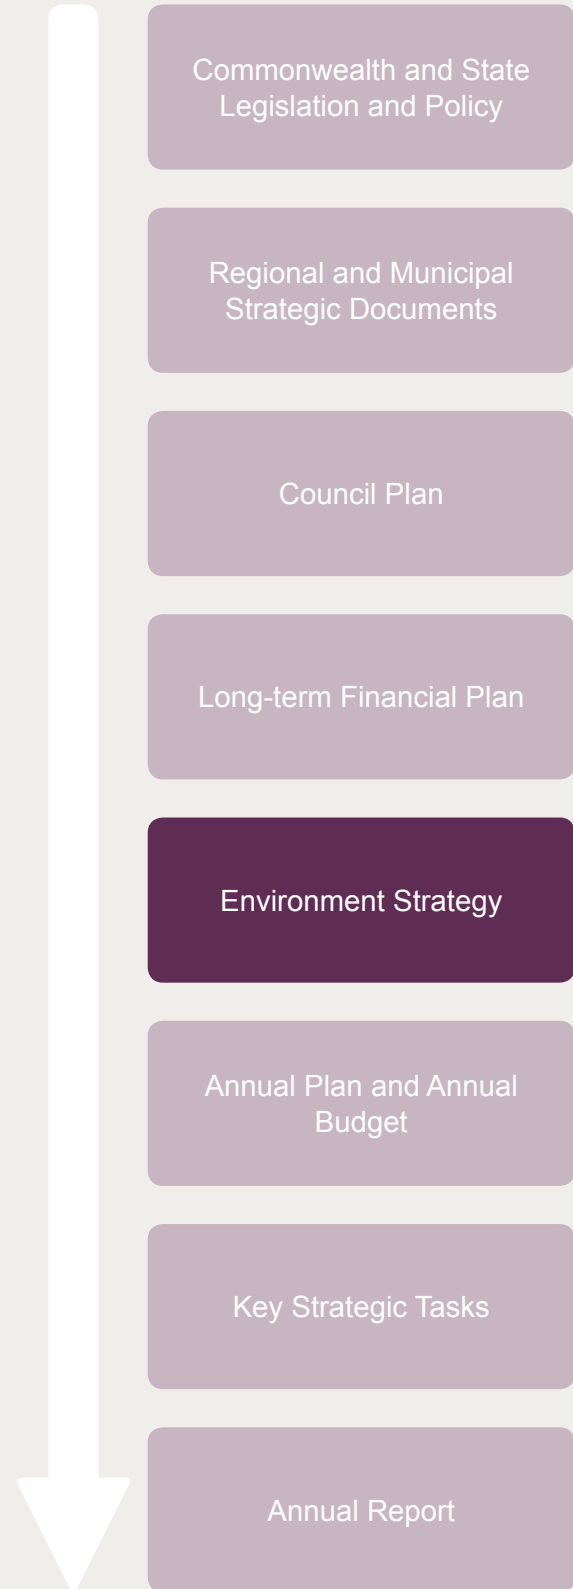 Commonwealth and State
Legislation and Policy
Regional and Municipal
Strategic Documents
Council Plan
Long-term Financial Plan
Environment Strategy
Annual Plan and Annual
Budget
Key Strategic Tasks
Annual Report